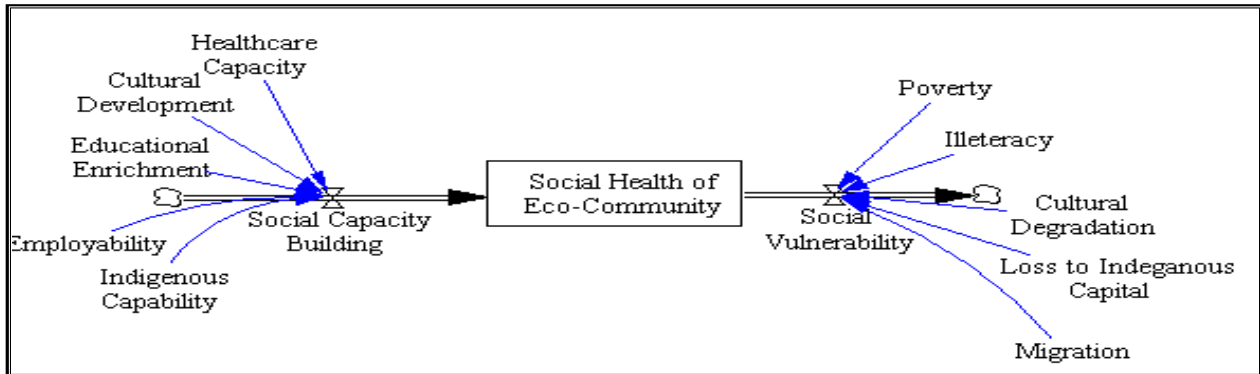 Healthcare
Capacity
Cultural
Development
Educational
Enrichment
Employability
Indigenous
Capability
Social Capacity
Building
Social Health of
Eco-Community
Social
Vulnerability
Poverty
Illeteracy
Cultural
Degradation
Loss to Indeganous
Capital
Migration